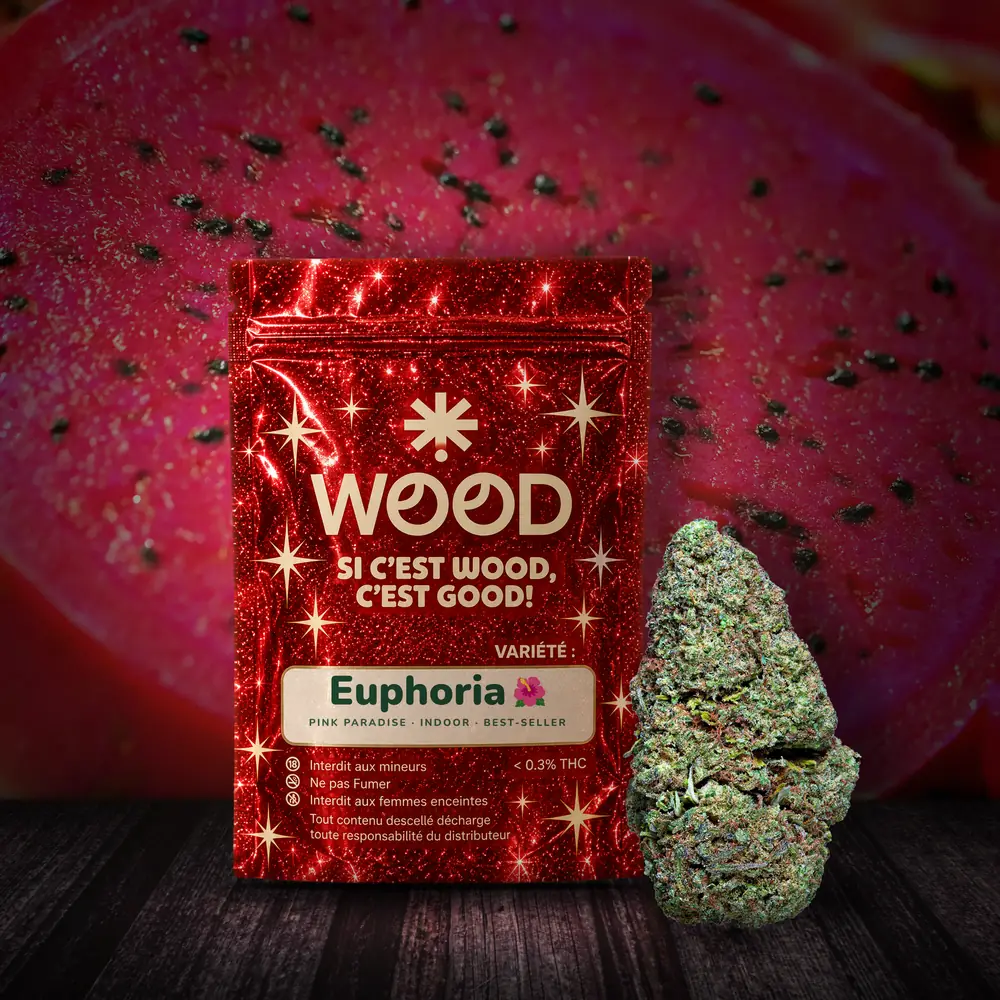 WOOD
SI C'EST WOOD,
C'EST GOOD!
VARIÉTÉ :
Euphoria
PINK PARADISE · INDOOR · BEST-SELLER
18 Interdit aux mineurs
< 0.3% THC
Ne pas Fumer
Interdit aux femmes enceintes
Tout contenu descellé décharge
toute responsabilité du distributeur